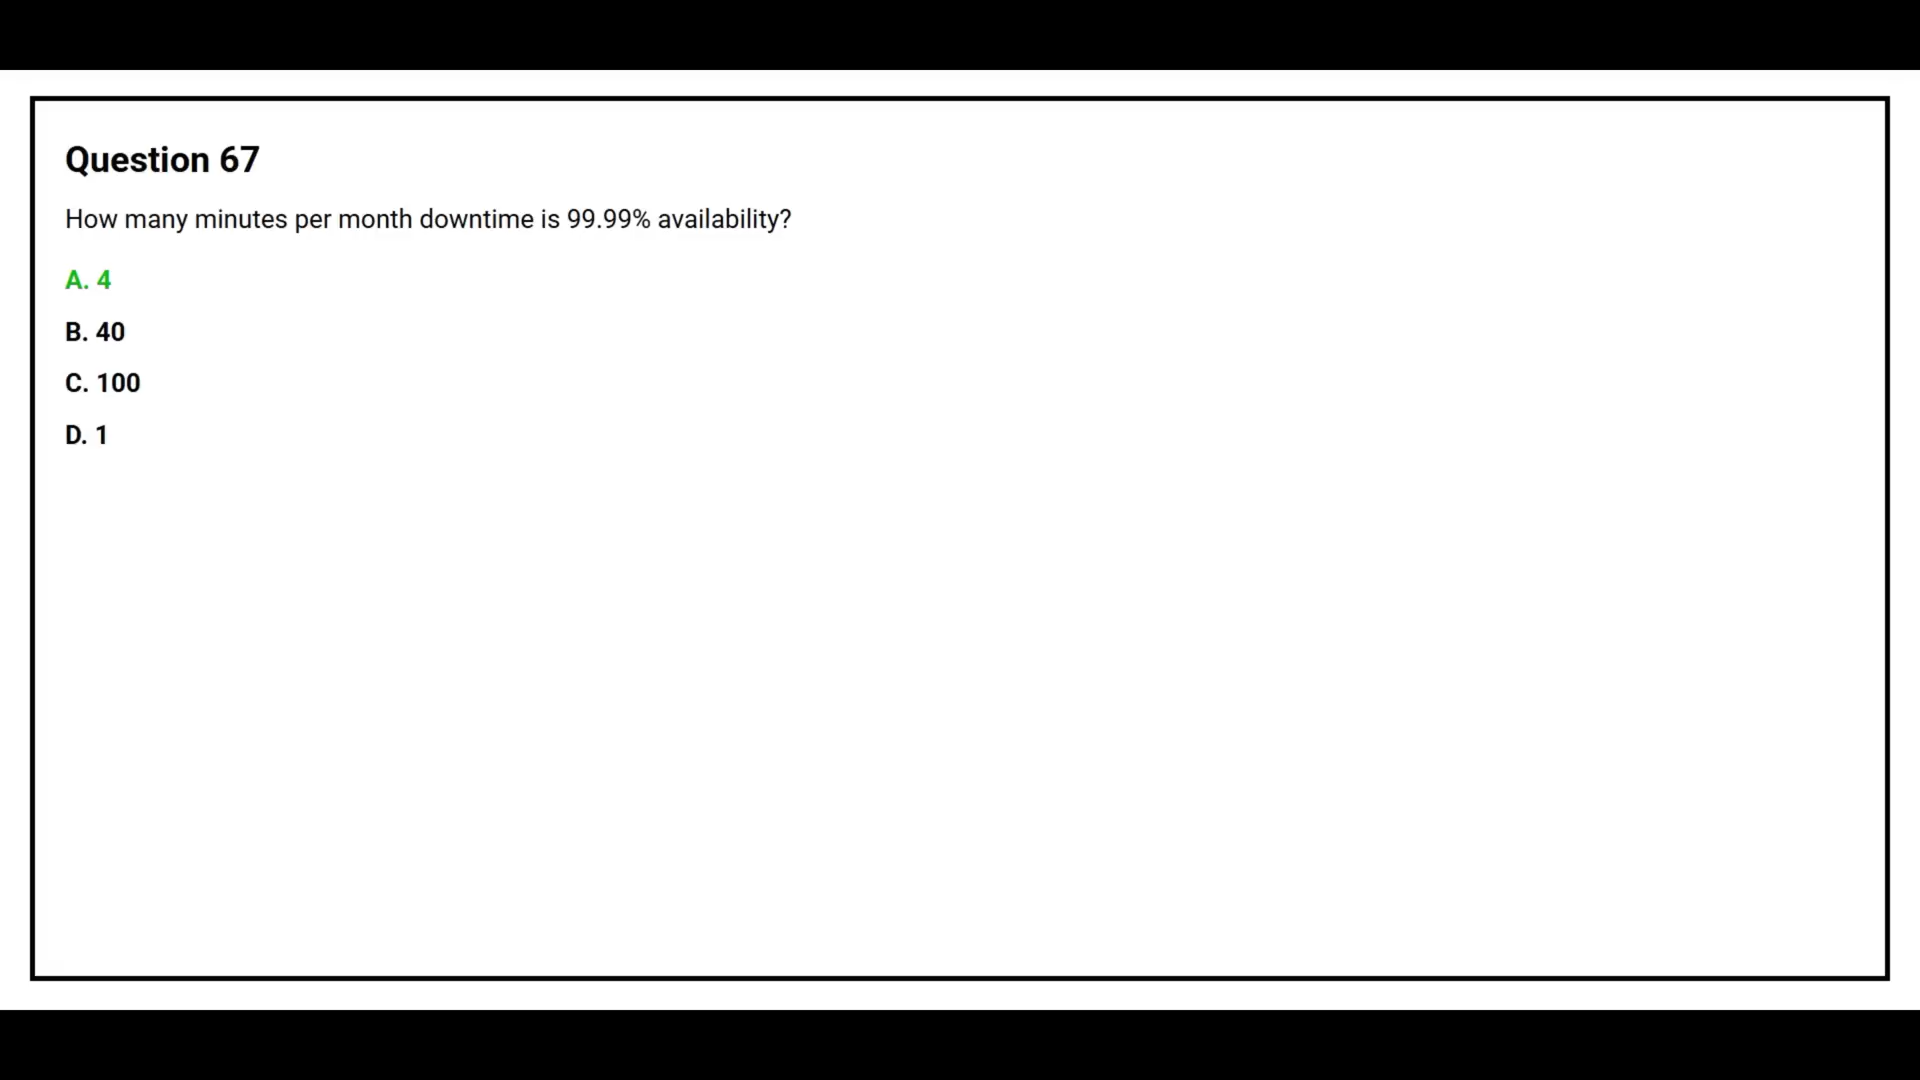 Question 67
How many minutes per month downtime is 99.99% availability?
A. 4
B. 40
C. 100
D. 1